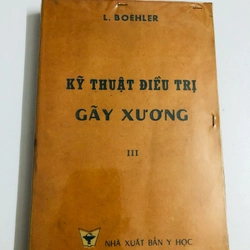 L. BOEHLER
KỸ THUẬT ĐIỀU TRỊ
GÃY XƯƠNG
III
NHÀ XUẤT BẢN Y HỌC